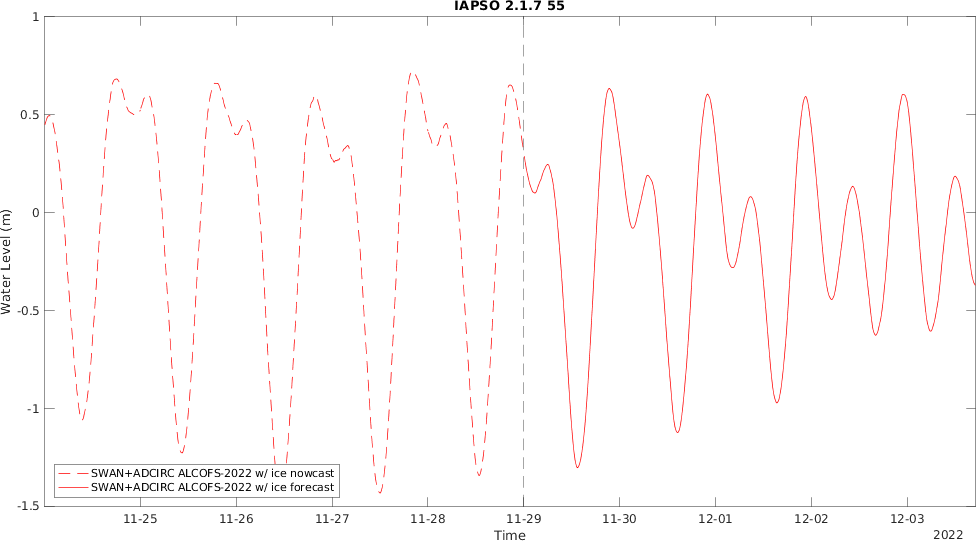 IAPSO 2.1.7 55
Water Level (m)
1
0.5
0
-0.5
-1
-1.5
SWAN+ADCIRC ALCOFS-2022 w/ ice nowcast
SWAN+ADCIRC ALCOFS-2022 w/ ice forecast
11-25 11-26 11-27 11-28 11-29 11-30 12-01 12-02 12-03
Time
2022